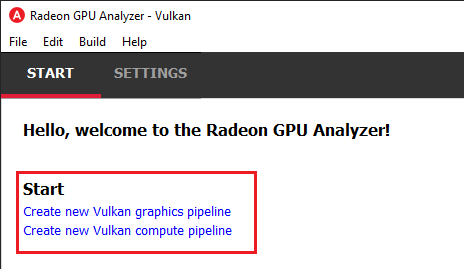 Radeon GPU Analyzer - Vulkan
File Edit Build Help
START SETTINGS
Hello, welcome to the Radeon GPU Analyzer!
Start
Create new Vulkan graphics pipeline
Create new Vulkan compute pipeline